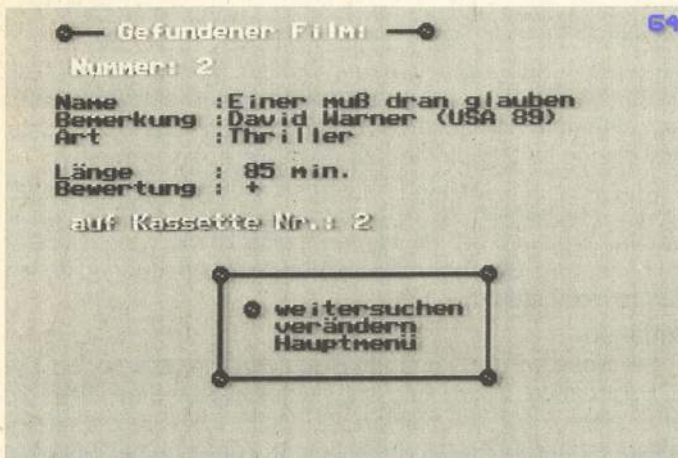 Gefundener Film:
64
Nummer: 2
Name :Einer muß dran glauben
Bemerkung :David Warner (USA 89)
Art :Thriller
Länge : 85 min.
Bewertung : +
auf Kassette Nr.: 2
weitersuchen
verändern
Hauptmenü